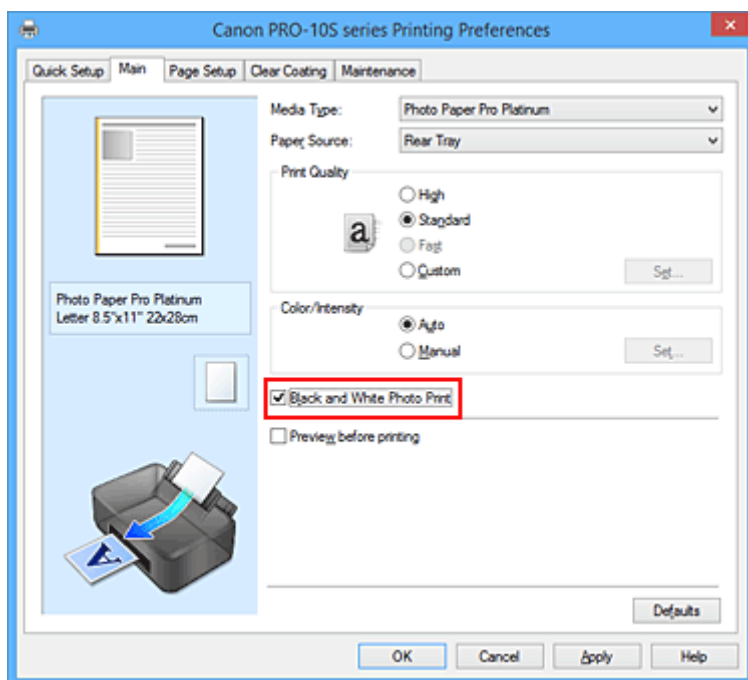 Canon PRO-10S series Printing Preferences
Quick Setup Main Page Setup Clear Coating Maintenance
Media Type: Photo Paper Pro Platinum
Paper Source: Rear Tray
Print Quality
High
a
Standard
Fast
Custom
Set...
Photo Paper Pro Platinum
Letter 8.5"x11" 22x28cm
Color/Intensity
Auto
Manual
Set...
Black and White Photo Print
Preview before printing
A
Defaults
OK Cancel Apply Help